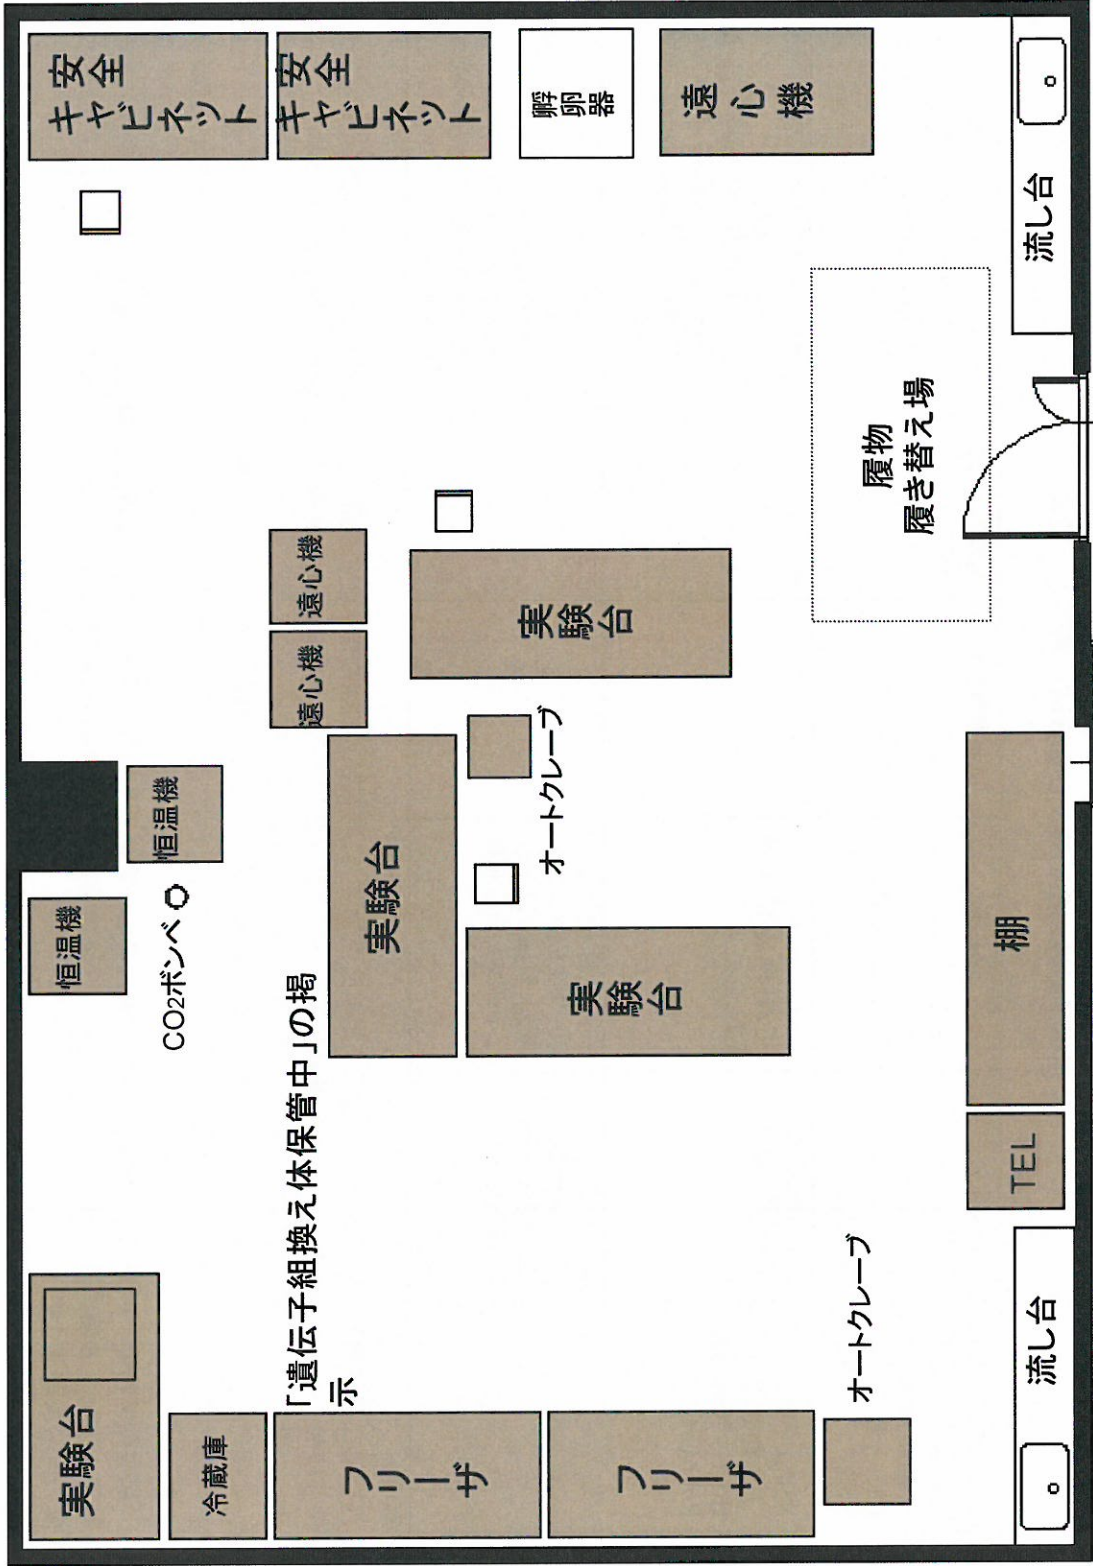 実験台
冷蔵庫
フリーザ
フリーザ
オートクレーブ
流し台
「遺伝子組換え体保管中」の掲
示
TEL
棚
恒温機
CO2ボンベ
恒温機
実験台
実験台
オートクレーブ
実験台
遠心機
遠心機
履物
履き替え場
安全
キャビネット
安全
キャビネット
孵卵器
遠心機
流し台